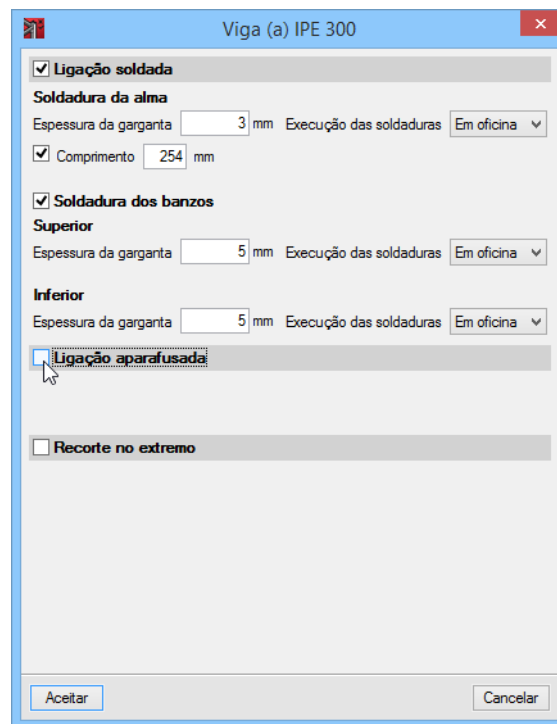 Viga (a) IPE 300
Ligação soldada
Soldadura da alma
Espessura da garganta 3 mm Execução das soldaduras Em oficina
Comprimento 254 mm
Soldadura dos banzos
Superior
Espessura da garganta 5 mm Execução das soldaduras Em oficina
Inferior
Espessura da garganta 5 mm Execução das soldaduras Em oficina
Ligação aparafusada
Recorte no extremo
Aceitar Cancelar